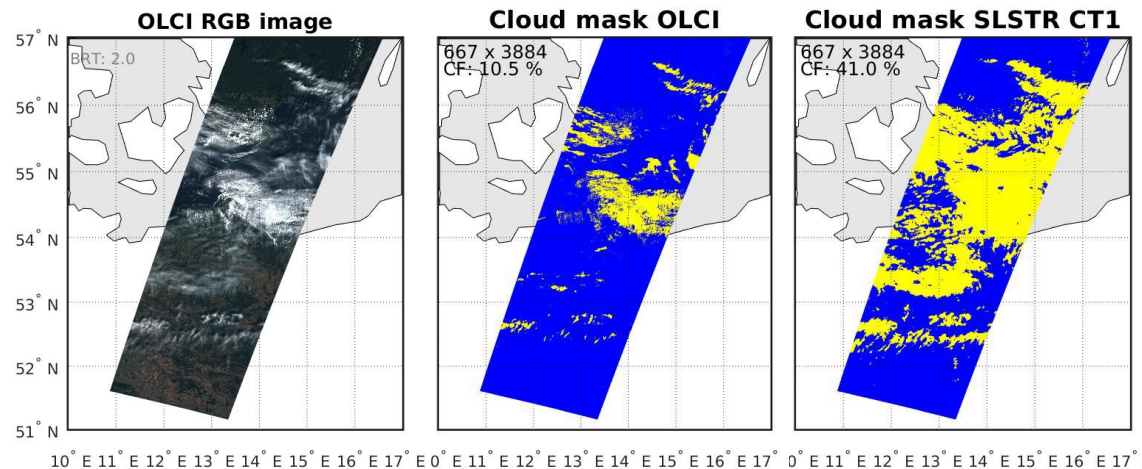 OLCI RGB image
Cloud mask OLCI
Cloud mask SLSTR CT1
BRT: 2.0
667 x 3884
CF: 10.5 %
667 x 3884
CF: 41.0 %
57° N
56° N
55° N
54° N
53° N
52° N
51° N
10° E 11° E 12° E 13° E 14° E 15° E 16° E 17° E
0° E 11° E 12° E 13° E 14° E 15° E 16° E 17° E
0° E 11° E 12° E 13° E 14° E 15° E 16° E 17°